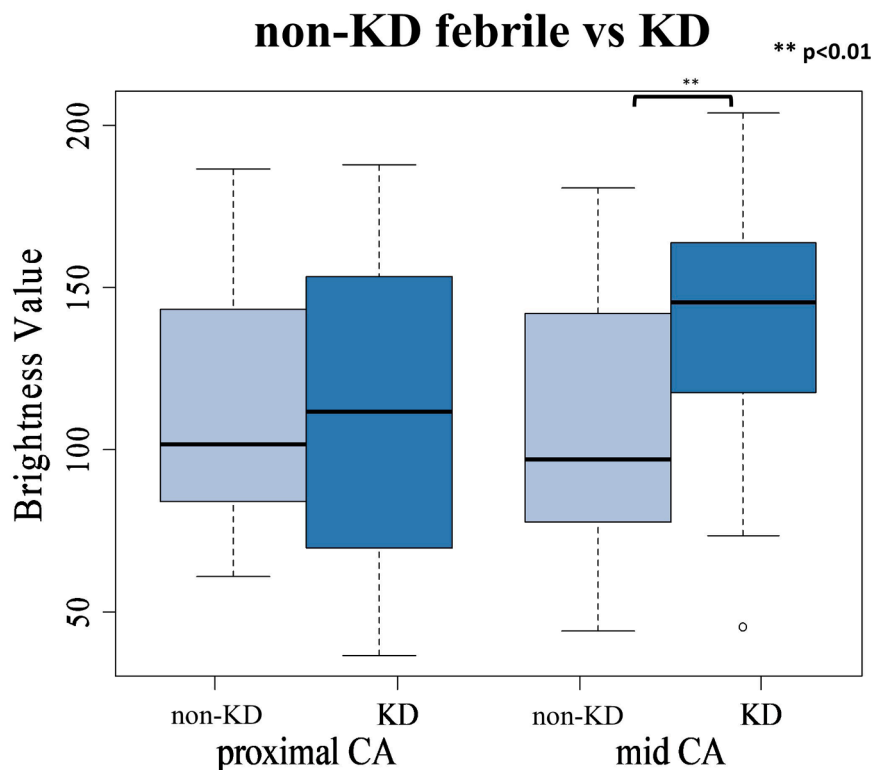 non-KD febrile vs KD
** p<0.01
**
Brightness Value
200
150
100
50
non-KD KD non-KD KD
proximal CA mid CA